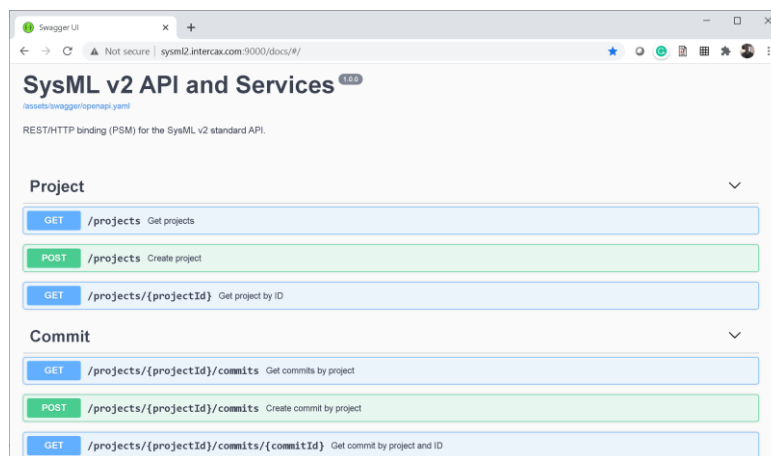 Swagger UI
Not secure | sysml2.intercax.com:9000/docs/#/
SysML v2 API and Services 1.0.0
/assets/swagger/openapi.yaml
REST/HTTP binding (PSM) for the SysML v2 standard API.
Project
GET /projects Get projects
POST /projects Create project
GET /projects/{projectId} Get project by ID
Commit
GET /projects/{projectId}/commits Get commits by project
POST /projects/{projectId}/commits Create commit by project
GET /projects/{projectId}/commits/{commitId} Get commit by project and ID